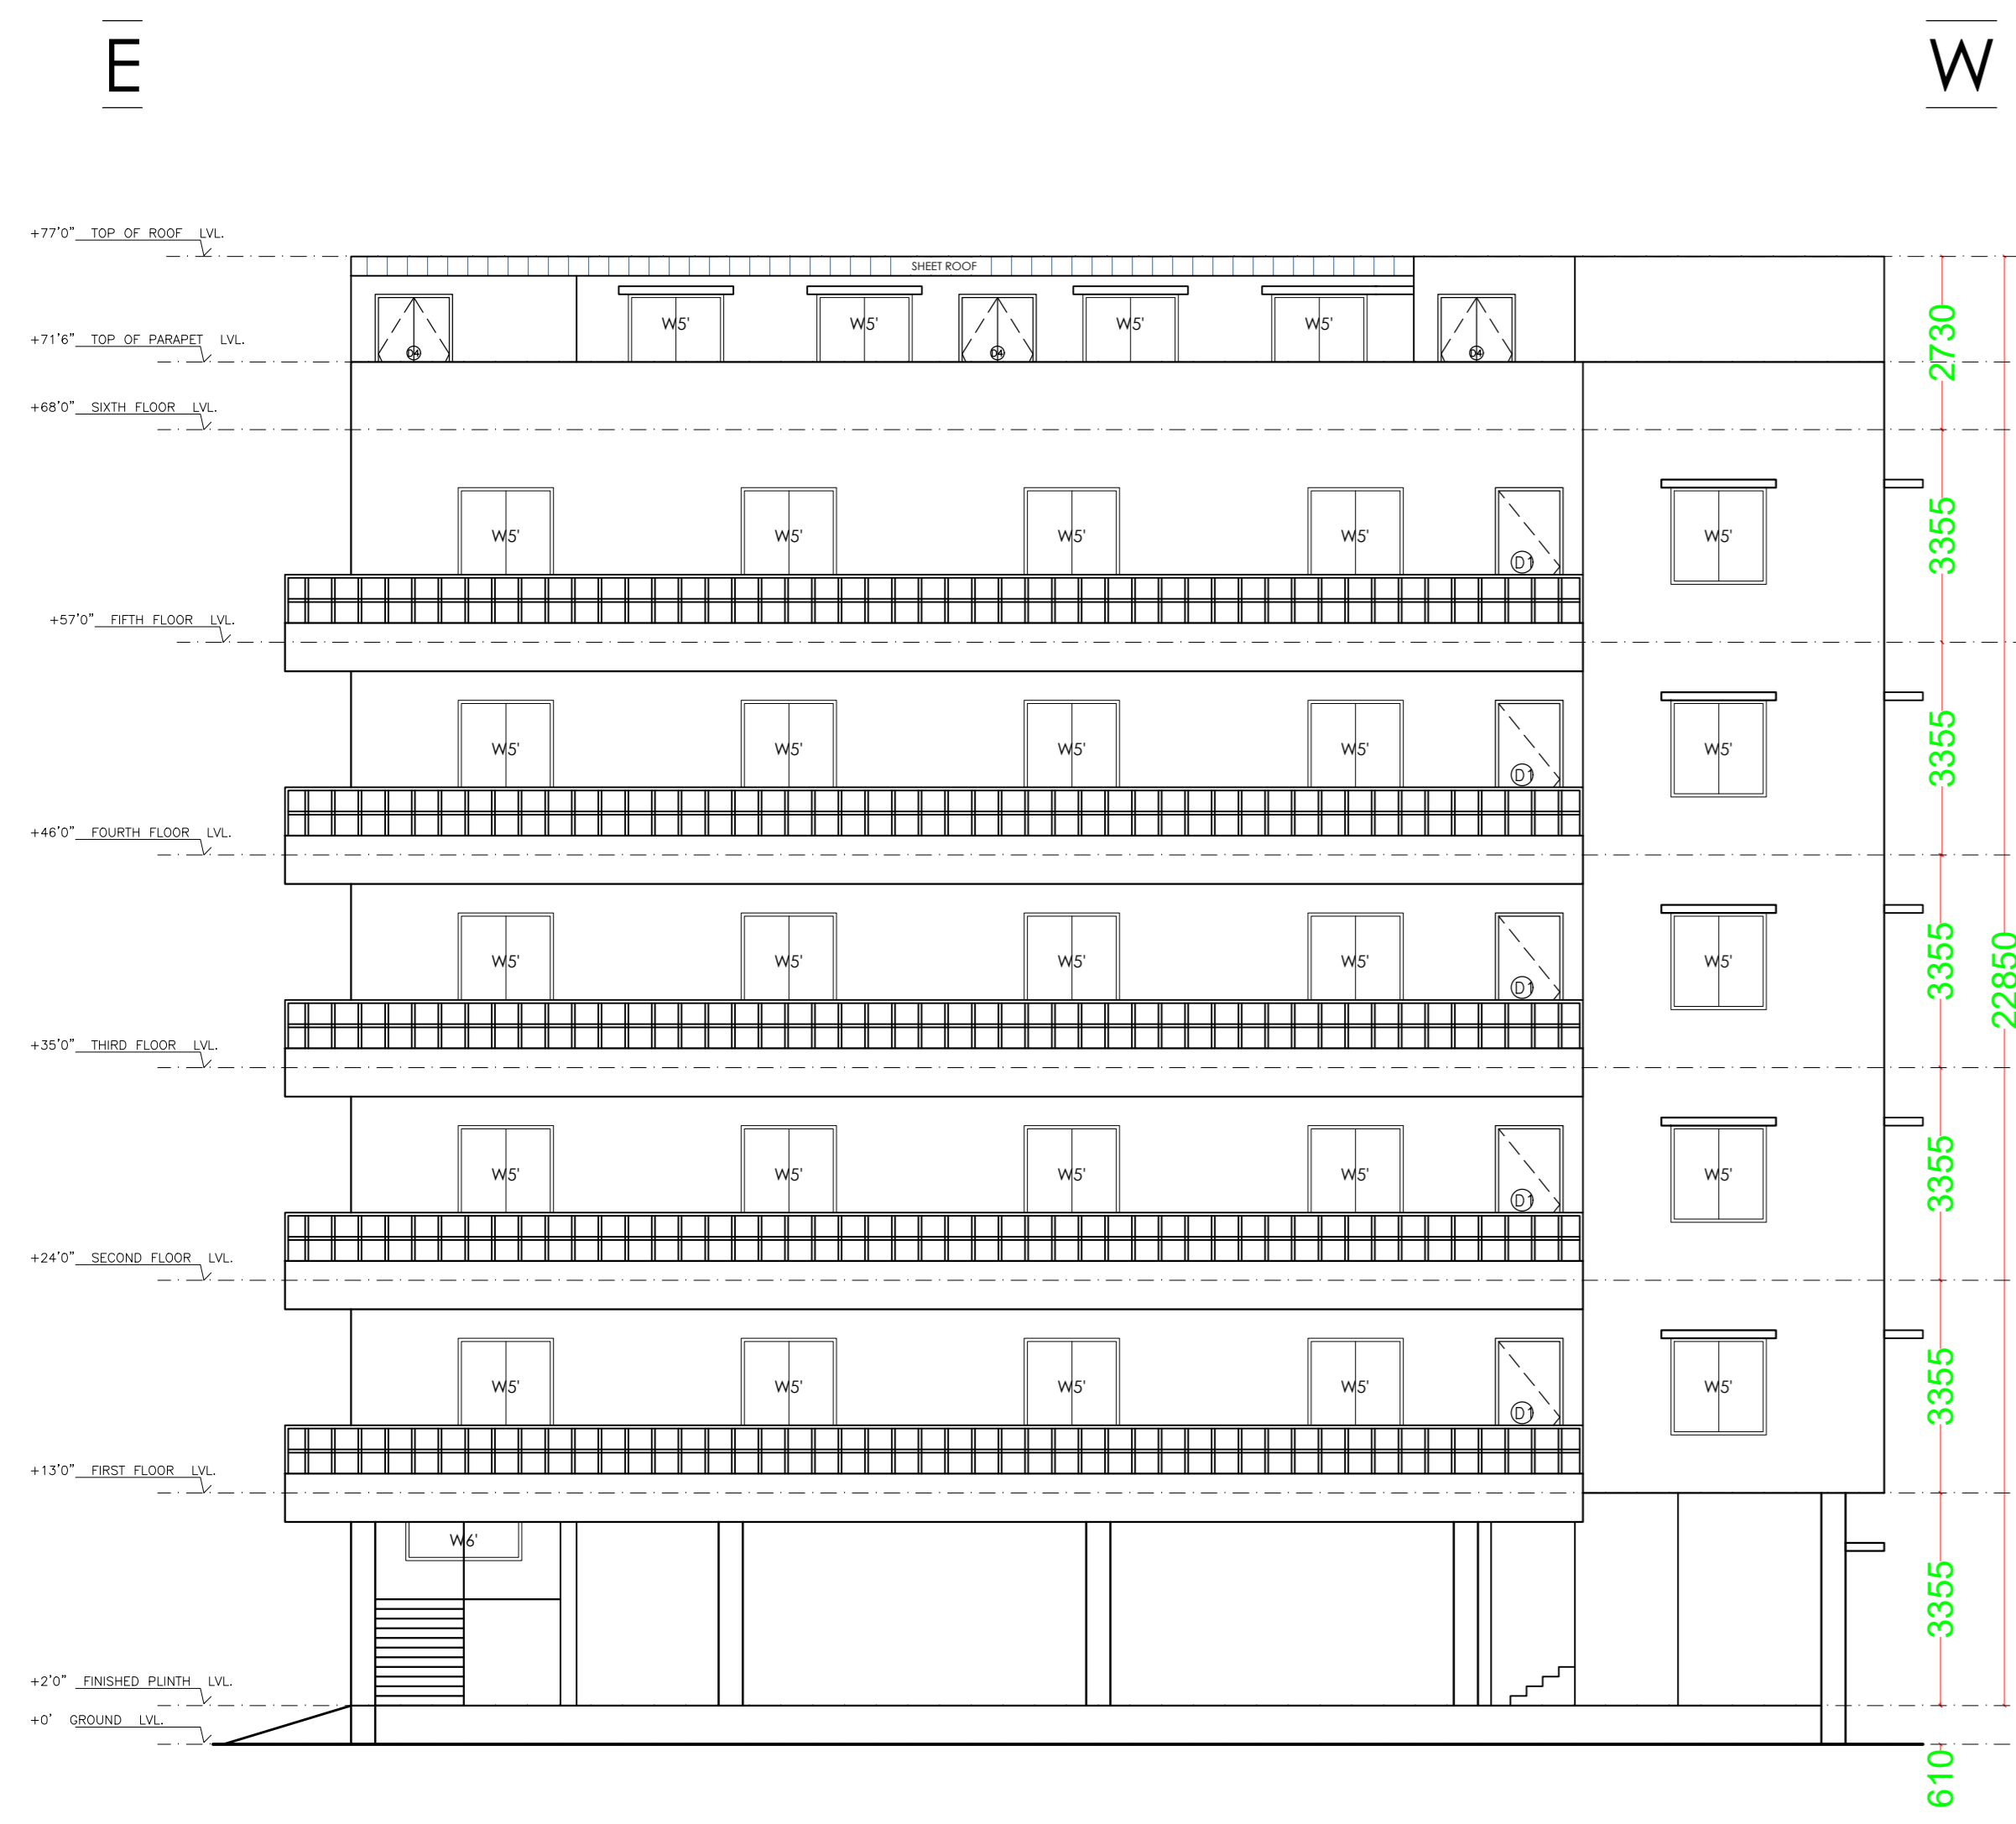 E
W
+77'0" TOP OF ROOF LVL.
SHEET ROOF
W5' W5' W5' W5'
+71'6" TOP OF PARAPET LVL.
D4 D4 D4
2730
+68'0" SIXTH FLOOR LVL.
W5' W5' W5' W5' W5'
D1
3355
+57'0" FIFTH FLOOR LVL.
W5' W5' W5' W5' W5'
D1
3355
+46'0" FOURTH FLOOR LVL.
W5' W5' W5' W5' W5'
D1
3355
22850
+35'0" THIRD FLOOR LVL.
W5' W5' W5' W5' W5'
D1
3355
+24'0" SECOND FLOOR LVL.
W5' W5' W5' W5' W5'
D1
3355
+13'0" FIRST FLOOR LVL.
W6'
3355
+2'0" FINISHED PLINTH LVL.
+0' GROUND LVL.
610